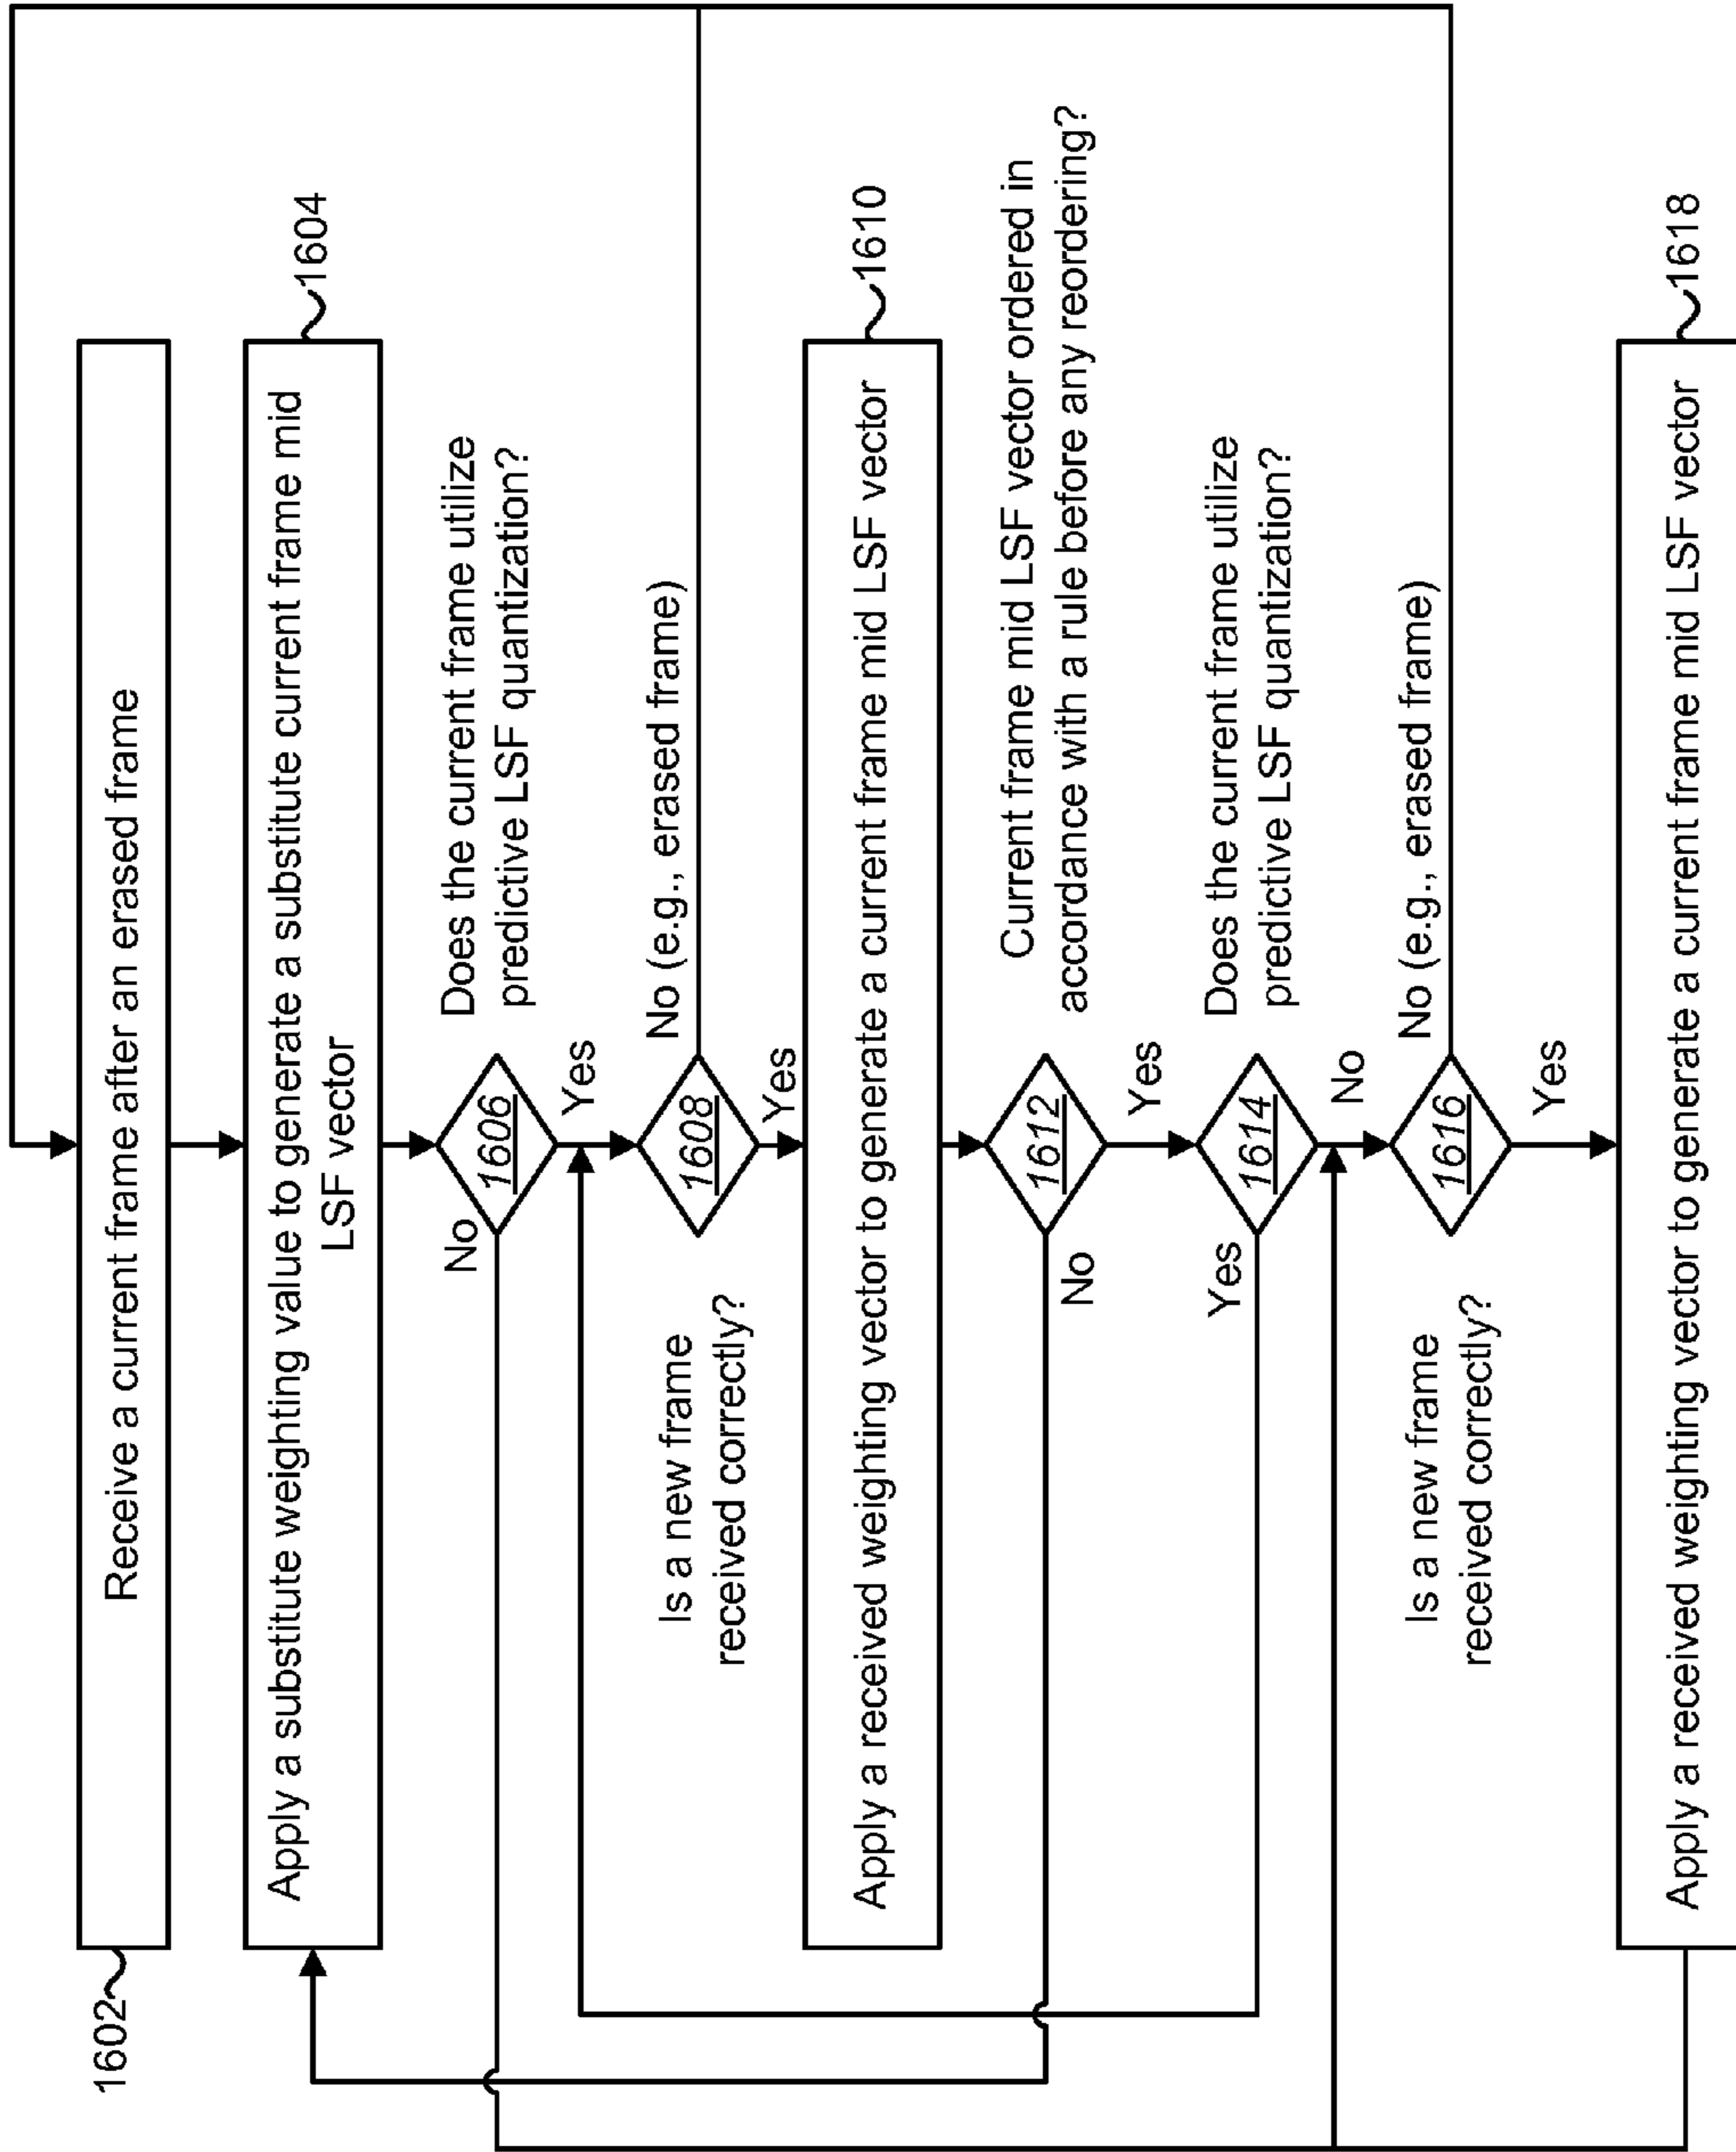 1602
Receive a current frame after an erased frame
1604
Apply a substitute weighting value to generate a substitute current frame mid
LSF vector
Does the current frame utilize
predictive LSF quantization?
1606
No
Yes
Is a new frame
received correctly?
1608
No (e.g., erased frame)
Yes
1610
Apply a received weighting vector to generate a current frame mid LSF vector
Current frame mid LSF vector ordered in
accordance with a rule before any reordering?
1612
No
Yes
Does the current frame utilize
predictive LSF quantization?
1614
Yes
No
Is a new frame
received correctly?
1616
No (e.g., erased frame)
Yes
1618
Apply a received weighting vector to generate a current frame mid LSF vector